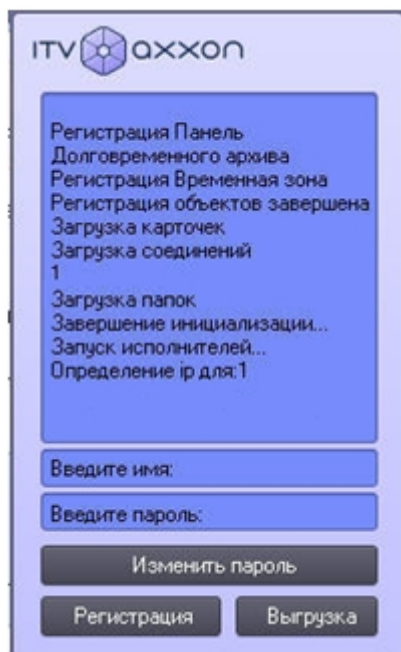 ITV AXXON
Регистрация Панель
Долговременного архива
Регистрация Временная зона
Регистрация объектов завершена
Загрузка карточек
Загрузка соединений
1
Загрузка папок
Завершение инициализации...
Запуск исполнителей...
Определение ip для:1
Введите имя:
Введите пароль:
Изменить пароль
Регистрация
Выгрузка